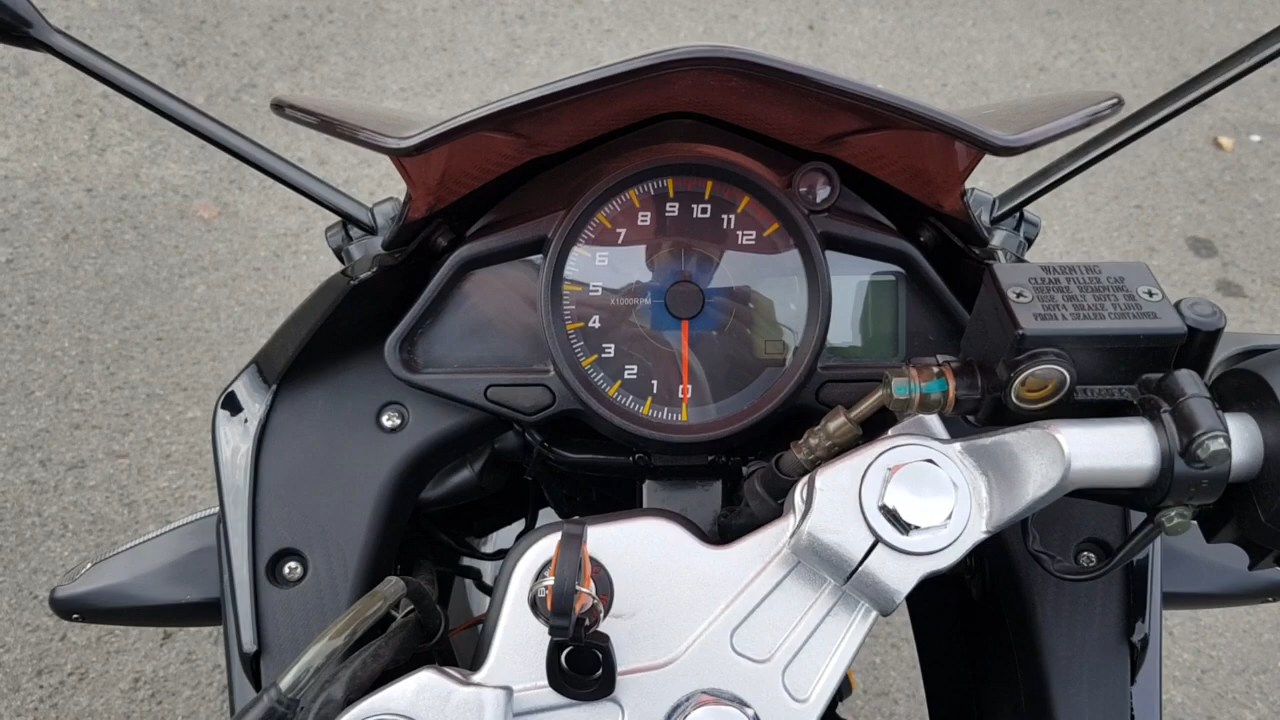 9
10
8
11
7
12
6
5
X1000RPM
4
3
2
1
0
WARNING
CLEAN FILLER CAP
BEFORE REMOVING.
USE ONLY DOT3 OR
DOT4 BRAKE FLUID
FROM A SEALED CONTAINER.